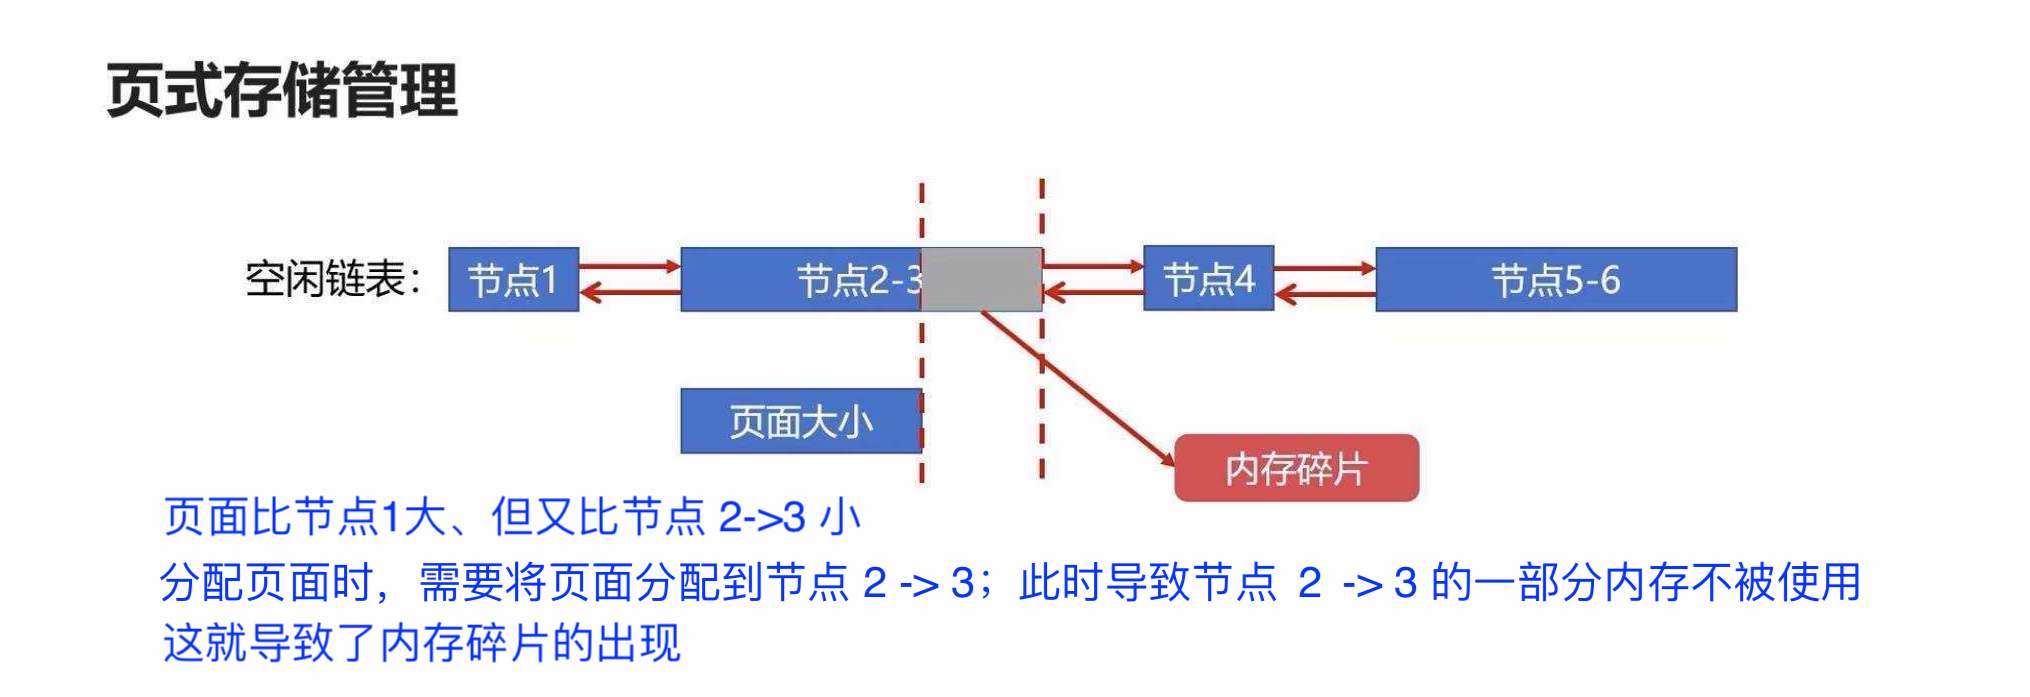 页式存储管理
空闲链表：
节点1
节点2-3
节点4
节点5-6
页面大小
内存碎片
页面比节点1大、但又比节点 2->3 小
分配页面时，需要将页面分配到节点 2 -> 3；此时导致节点 2 -> 3 的一部分内存不被使用
这就导致了内存碎片的出现